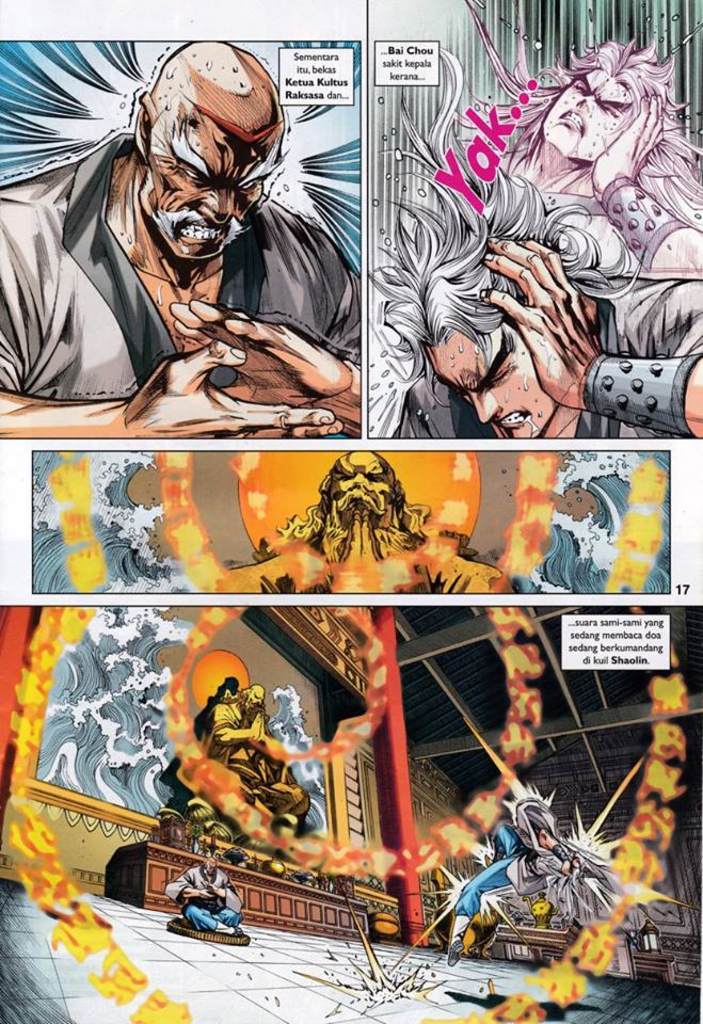 Sementara
itu, bekas
Ketua Kultus
Raksasa dan...
...Bai Chou
sakit kepala
kerana...
Yak...
17
...suara sami-sami yang
sedang membaca doa
sedang berkumandang
di kuil Shaolin.